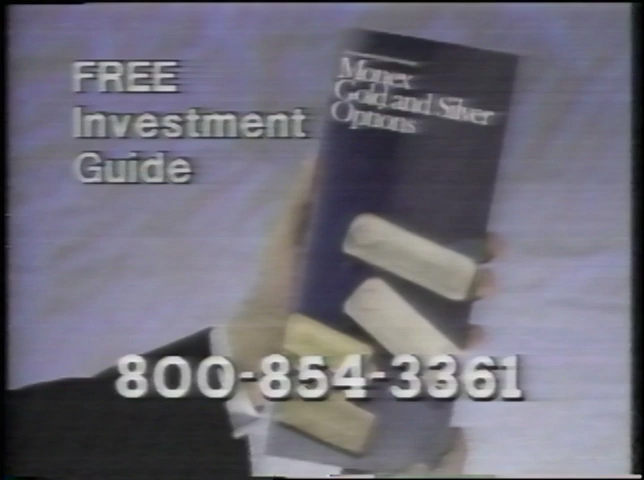 FREE
Investment
Guide
Monex
Gold and Silver
Options
800-854-3361